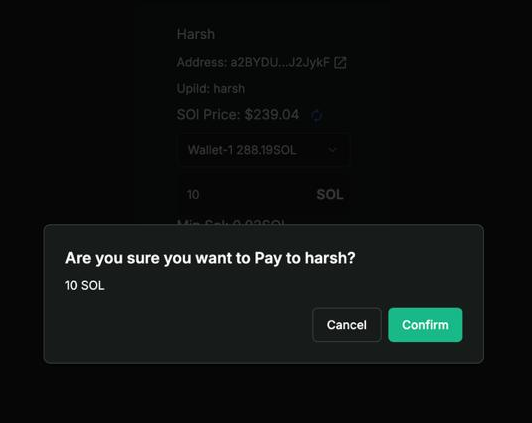 Harsh
Address: a2BYDU...J2JykF
UpiId: harsh
SOl Price: $239.04
Wallet-1 288.19SOL
10 SOL
Are you sure you want to Pay to harsh?
10 SOL
Cancel Confirm